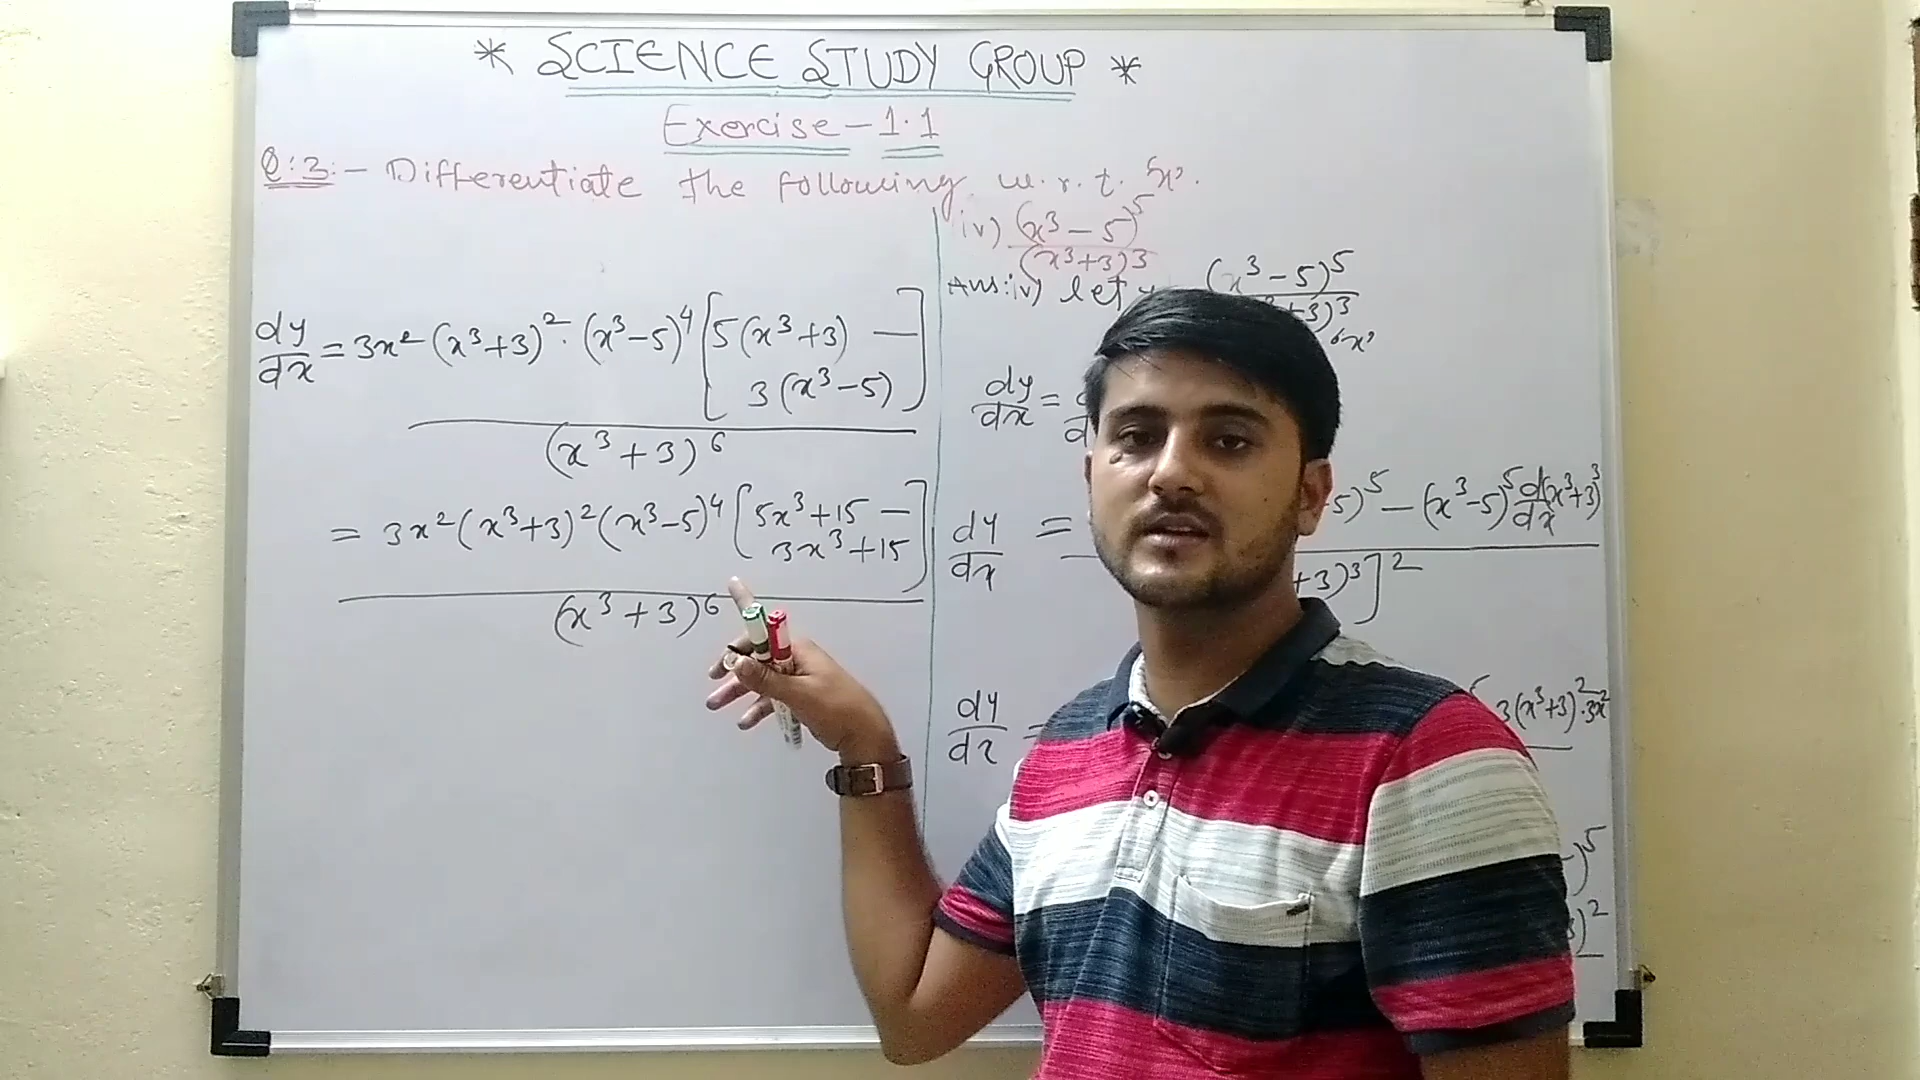 * SCIENCE STUDY GROUP *
Exercise – 1.1
Q:3:– Differentiate the following w.r.t. 'x'.
dy/dx = 3x² (x³+3)² · (x³–5)⁴ [5(x³+3) –
3(x³–5)]
(x³+3)⁶
= 3x² (x³+3)² (x³–5)⁴ [5x³+15 –
3x³+15]
(x³+3)⁶
iv) (x³–5)⁵
(x³+3)³
Ans:iv) let (x³–5)⁵
+3)³
'x'
dy/dx =
dy/dx = 5)⁵ – (x³–5)⁵ d/dx (x³+3)³
+3)³]²
dy/dx = 3(x³+3)²·3x²
)⁵
)²